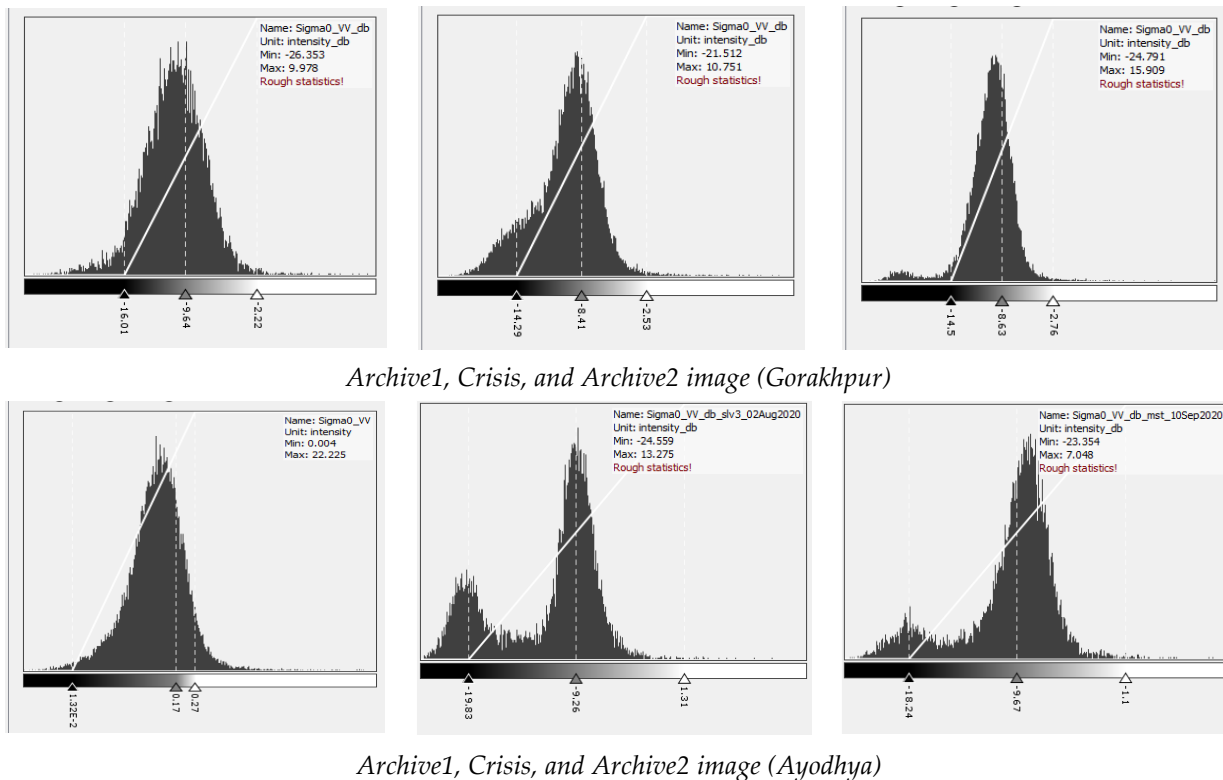 Name: Sigma0_VV_db
Unit: intensity_db
Min: -26.353
Max: 9.978
Rough statistics!
-16.01
-9.64
-2.22
Name: Sigma0_VV_db
Unit: intensity_db
Min: -21.512
Max: 10.751
Rough statistics!
-14.29
-8.41
-2.53
Name: Sigma0_VV_db
Unit: intensity_db
Min: -24.791
Max: 15.909
Rough statistics!
-14.5
-8.63
-2.76
Archive1, Crisis, and Archive2 image (Gorakhpur)
Name: Sigma0_VV
Unit: intensity
Min: 0.004
Max: 22.225
1.32E-2
0.17
0.27
Name: Sigma0_VV_db_slv3_02Aug2020
Unit: intensity_db
Min: -24.559
Max: 13.275
Rough statistics!
-19.83
-9.26
1.31
Name: Sigma0_VV_db_mst_10Sep2020
Unit: intensity_db
Min: -23.354
Max: 7.048
Rough statistics!
-18.24
-9.67
-1.1
Archive1, Crisis, and Archive2 image (Ayodhya)